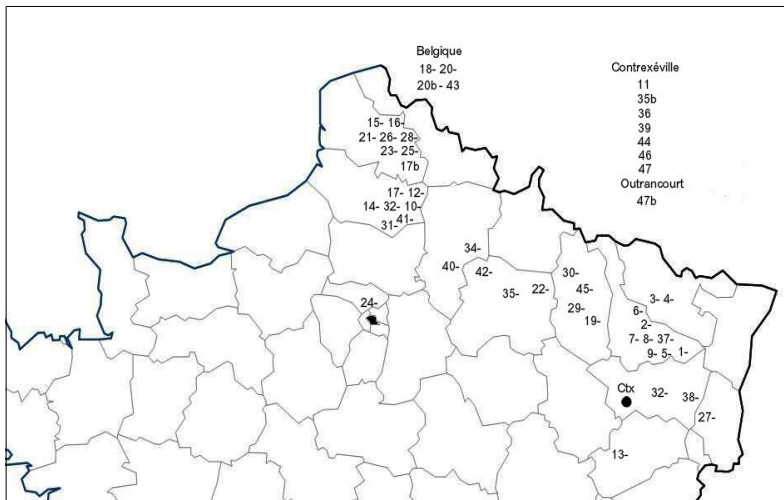 Belgique
18- 20-
20b- 43
Contrexéville
11
35b
36
39
44
46
47
Outrancourt
47b
15- 16-
21- 26- 28-
23- 25-
17b
17- 12-
14- 32- 10-
41-
31-
34-
40-
42-
35-
22-
30-
45-
29-
19-
24-
3- 4-
6-
2-
7- 8- 37-
9- 5- 1-
Ctx
32-
38-
27-
13-